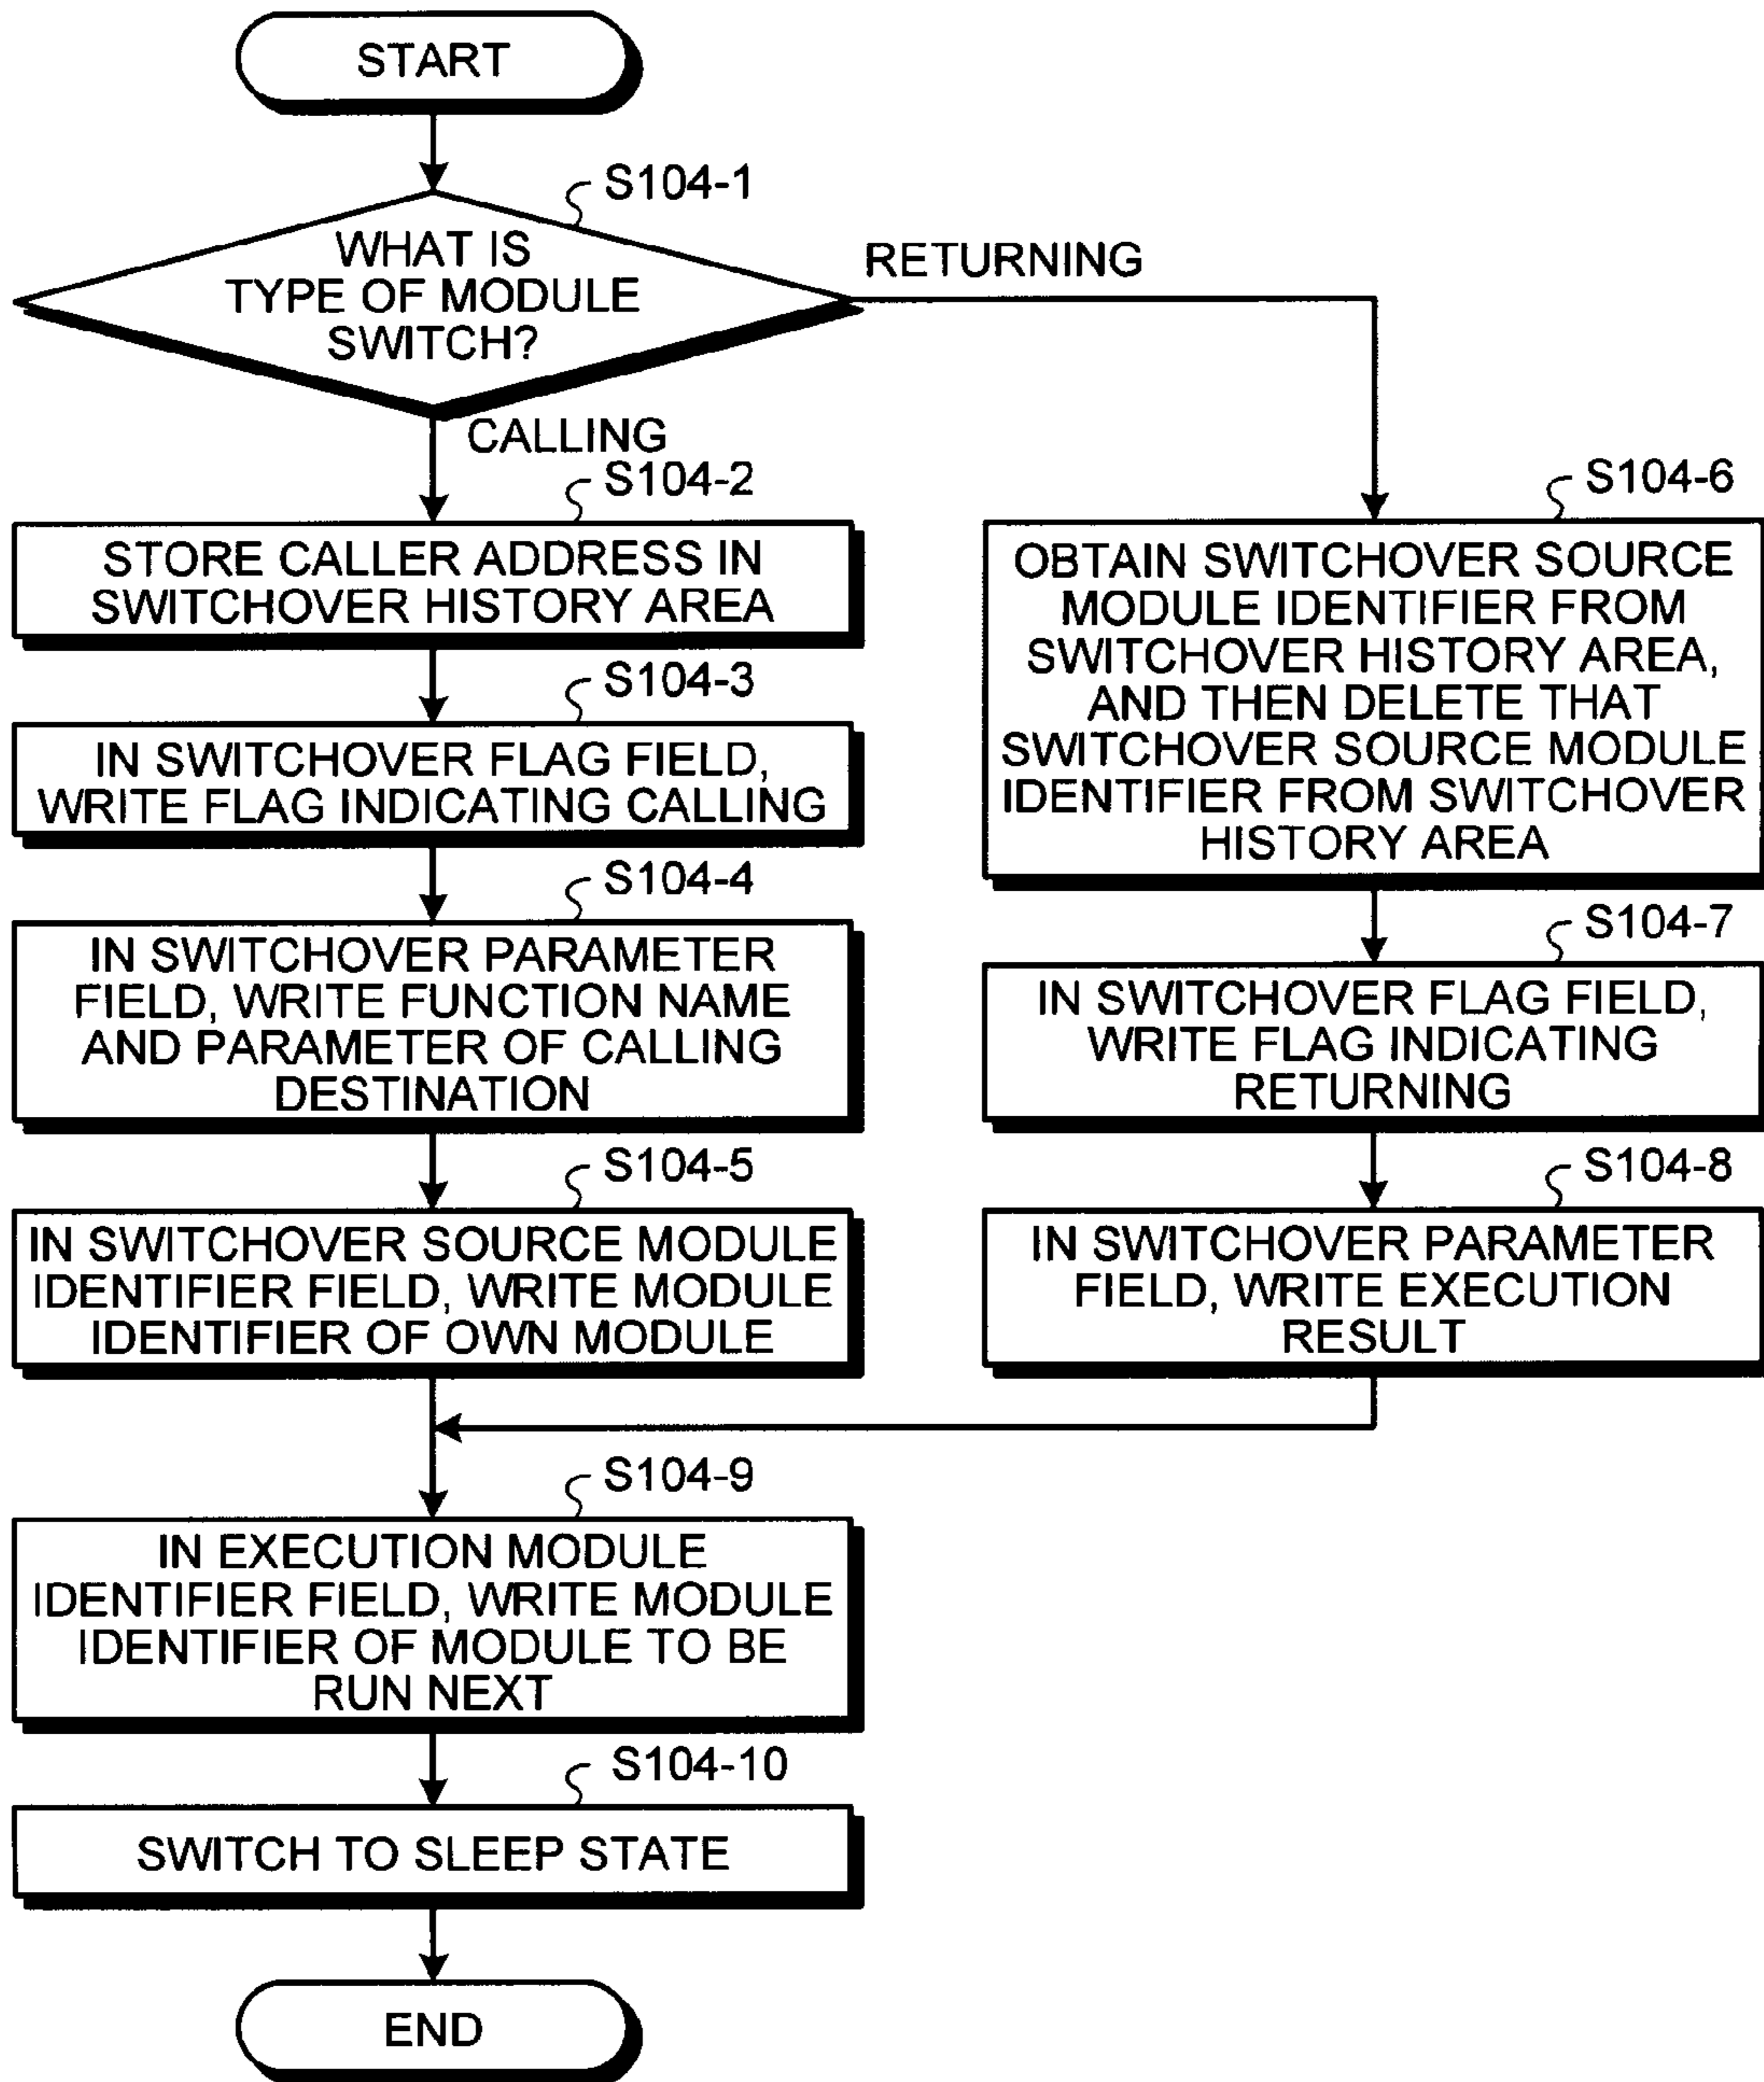 START
S104-1
WHAT IS
TYPE OF MODULE
SWITCH?
RETURNING
CALLING
S104-2
STORE CALLER ADDRESS IN
SWITCHOVER HISTORY AREA
S104-3
IN SWITCHOVER FLAG FIELD,
WRITE FLAG INDICATING CALLING
S104-4
IN SWITCHOVER PARAMETER
FIELD, WRITE FUNCTION NAME
AND PARAMETER OF CALLING
DESTINATION
S104-5
IN SWITCHOVER SOURCE MODULE
IDENTIFIER FIELD, WRITE MODULE
IDENTIFIER OF OWN MODULE
S104-6
OBTAIN SWITCHOVER SOURCE
MODULE IDENTIFIER FROM
SWITCHOVER HISTORY AREA,
AND THEN DELETE THAT
SWITCHOVER SOURCE MODULE
IDENTIFIER FROM SWITCHOVER
HISTORY AREA
S104-7
IN SWITCHOVER FLAG FIELD,
WRITE FLAG INDICATING
RETURNING
S104-8
IN SWITCHOVER PARAMETER
FIELD, WRITE EXECUTION
RESULT
S104-9
IN EXECUTION MODULE
IDENTIFIER FIELD, WRITE MODULE
IDENTIFIER OF MODULE TO BE
RUN NEXT
S104-10
SWITCH TO SLEEP STATE
END